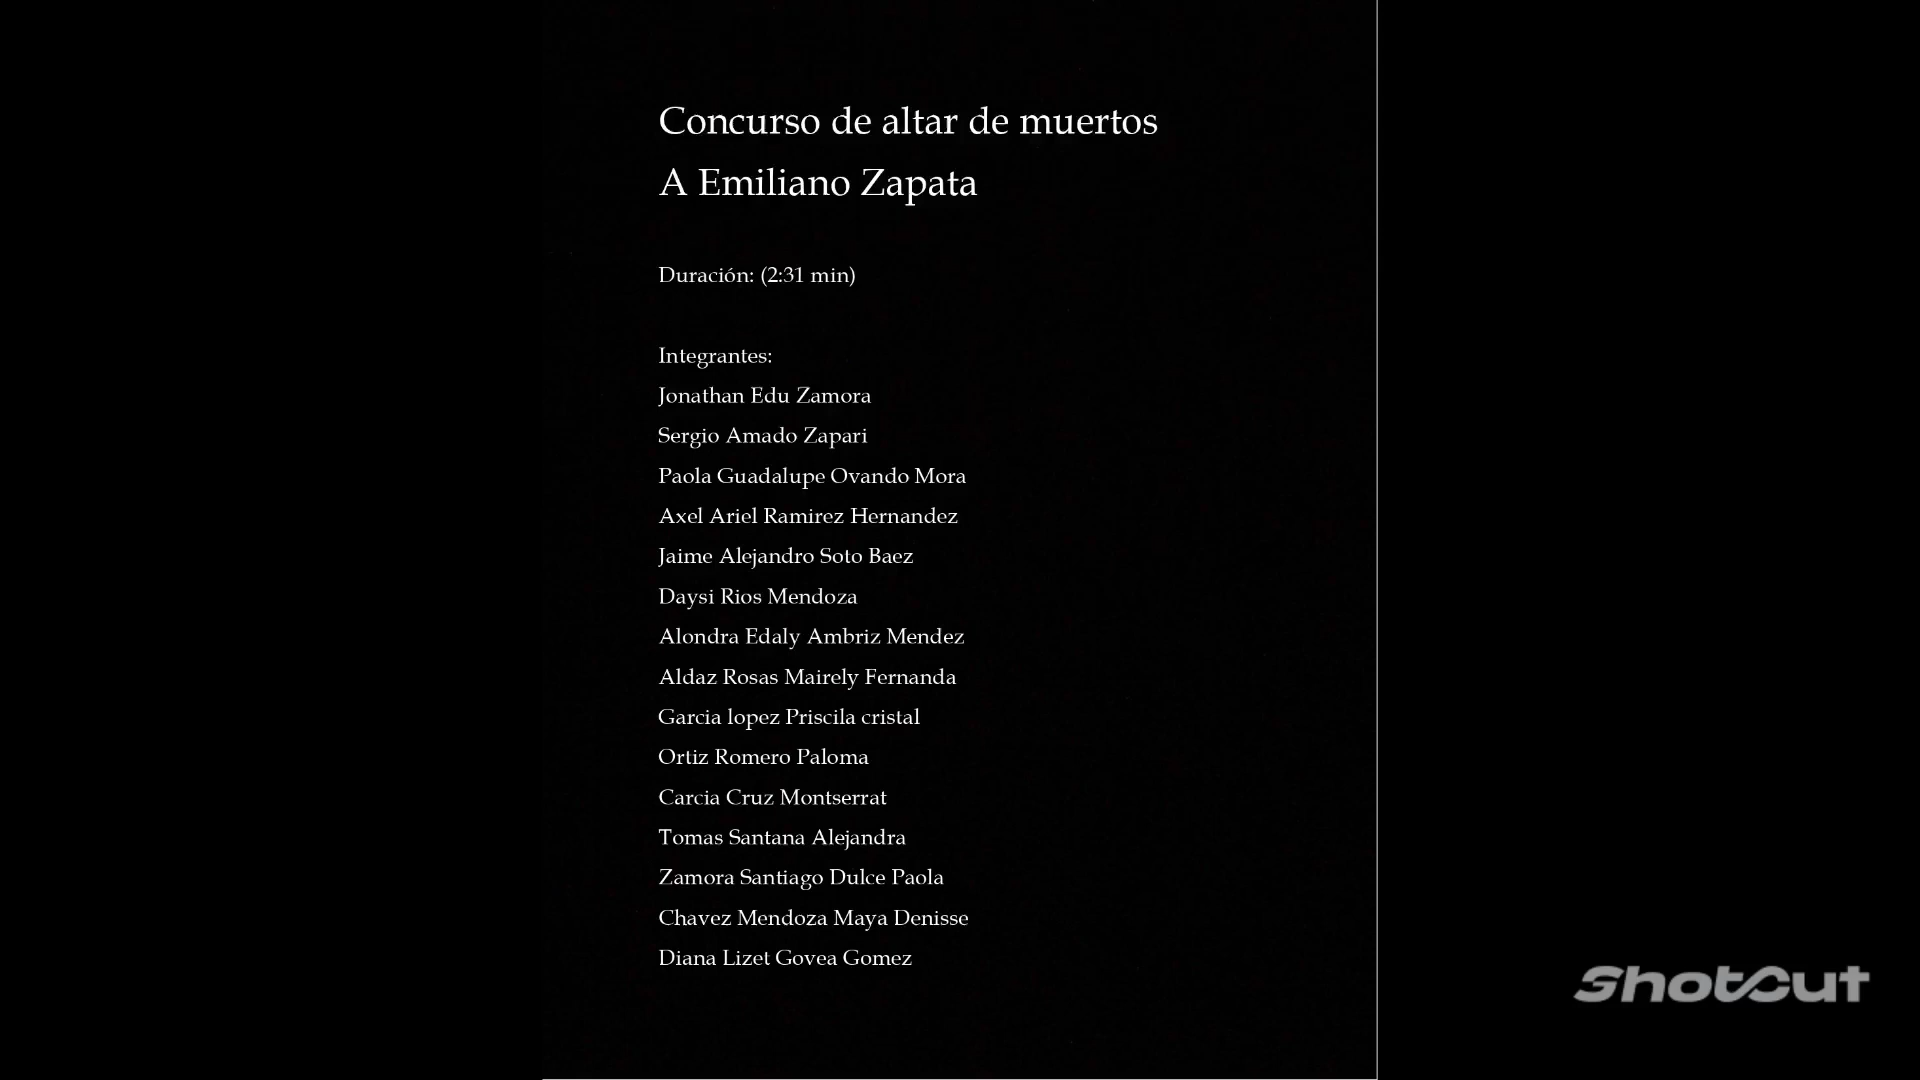 Concurso de altar de muertos
A Emiliano Zapata
Duración: (2:31 min)
Integrantes:
Jonathan Edu Zamora
Sergio Amado Zapari
Paola Guadalupe Ovando Mora
Axel Ariel Ramirez Hernandez
Jaime Alejandro Soto Baez
Daysi Rios Mendoza
Alondra Edaly Ambriz Mendez
Aldaz Rosas Mairely Fernanda
Garcia lopez Priscila cristal
Ortiz Romero Paloma
Carcia Cruz Montserrat
Tomas Santana Alejandra
Zamora Santiago Dulce Paola
Chavez Mendoza Maya Denisse
Diana Lizet Govea Gomez
ShotCut